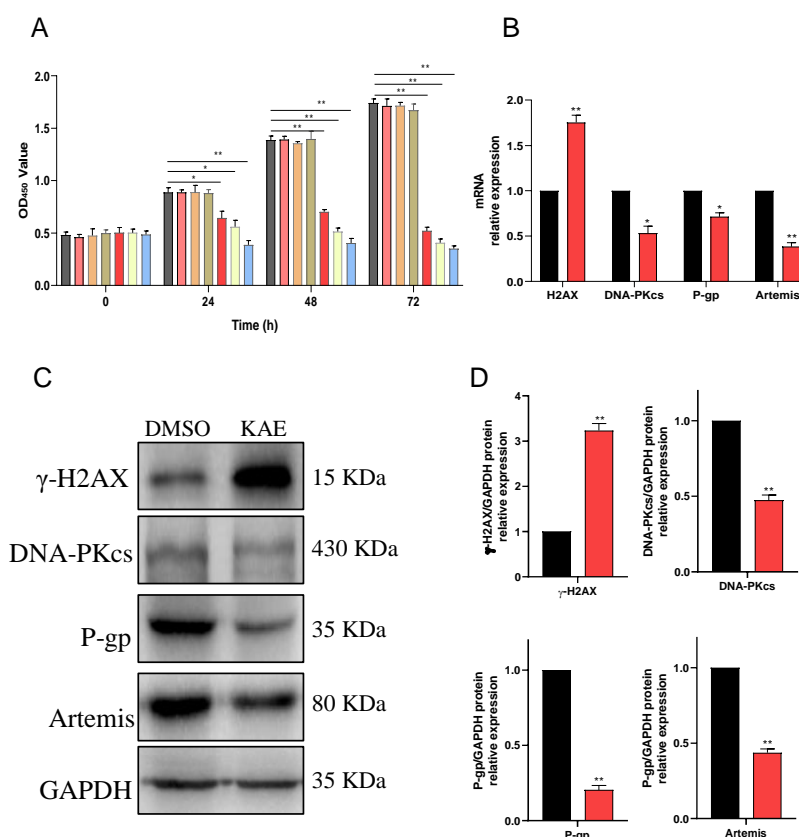 A
2.0
1.5
1.0
0.5
0.0
OD450 Value
**
*
*
**
**
**
**
**
**
0
24
48
72
Time (h)
B
2.0
1.5
1.0
0.5
0.0
mRNA
relative expression
**
*
*
**
H2AX
DNA-PKcs
P-gp
Artemis
C
DMSO
KAE
γ-H2AX
15 KDa
DNA-PKcs
430 KDa
P-gp
35 KDa
Artemis
80 KDa
GAPDH
35 KDa
D
4
3
2
1
0
γ-H2AX/GAPDH protein
relative expression
**
γ-H2AX
1.0
0.5
0.0
DNA-PKcs/GAPDH protein
relative expression
**
DNA-PKcs
1.0
0.5
0.0
P-gp/GAPDH protein
relative expression
**
P-gp
1.0
0.5
0.0
P-gp/GAPDH protein
relative expression
**
Artemis